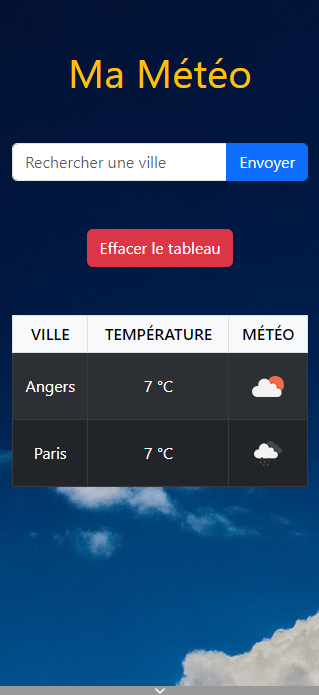 Ma Météo
Rechercher une ville Envoyer
Effacer le tableau
VILLE TEMPÉRATURE MÉTÉO
Angers 7 °C
Paris 7 °C